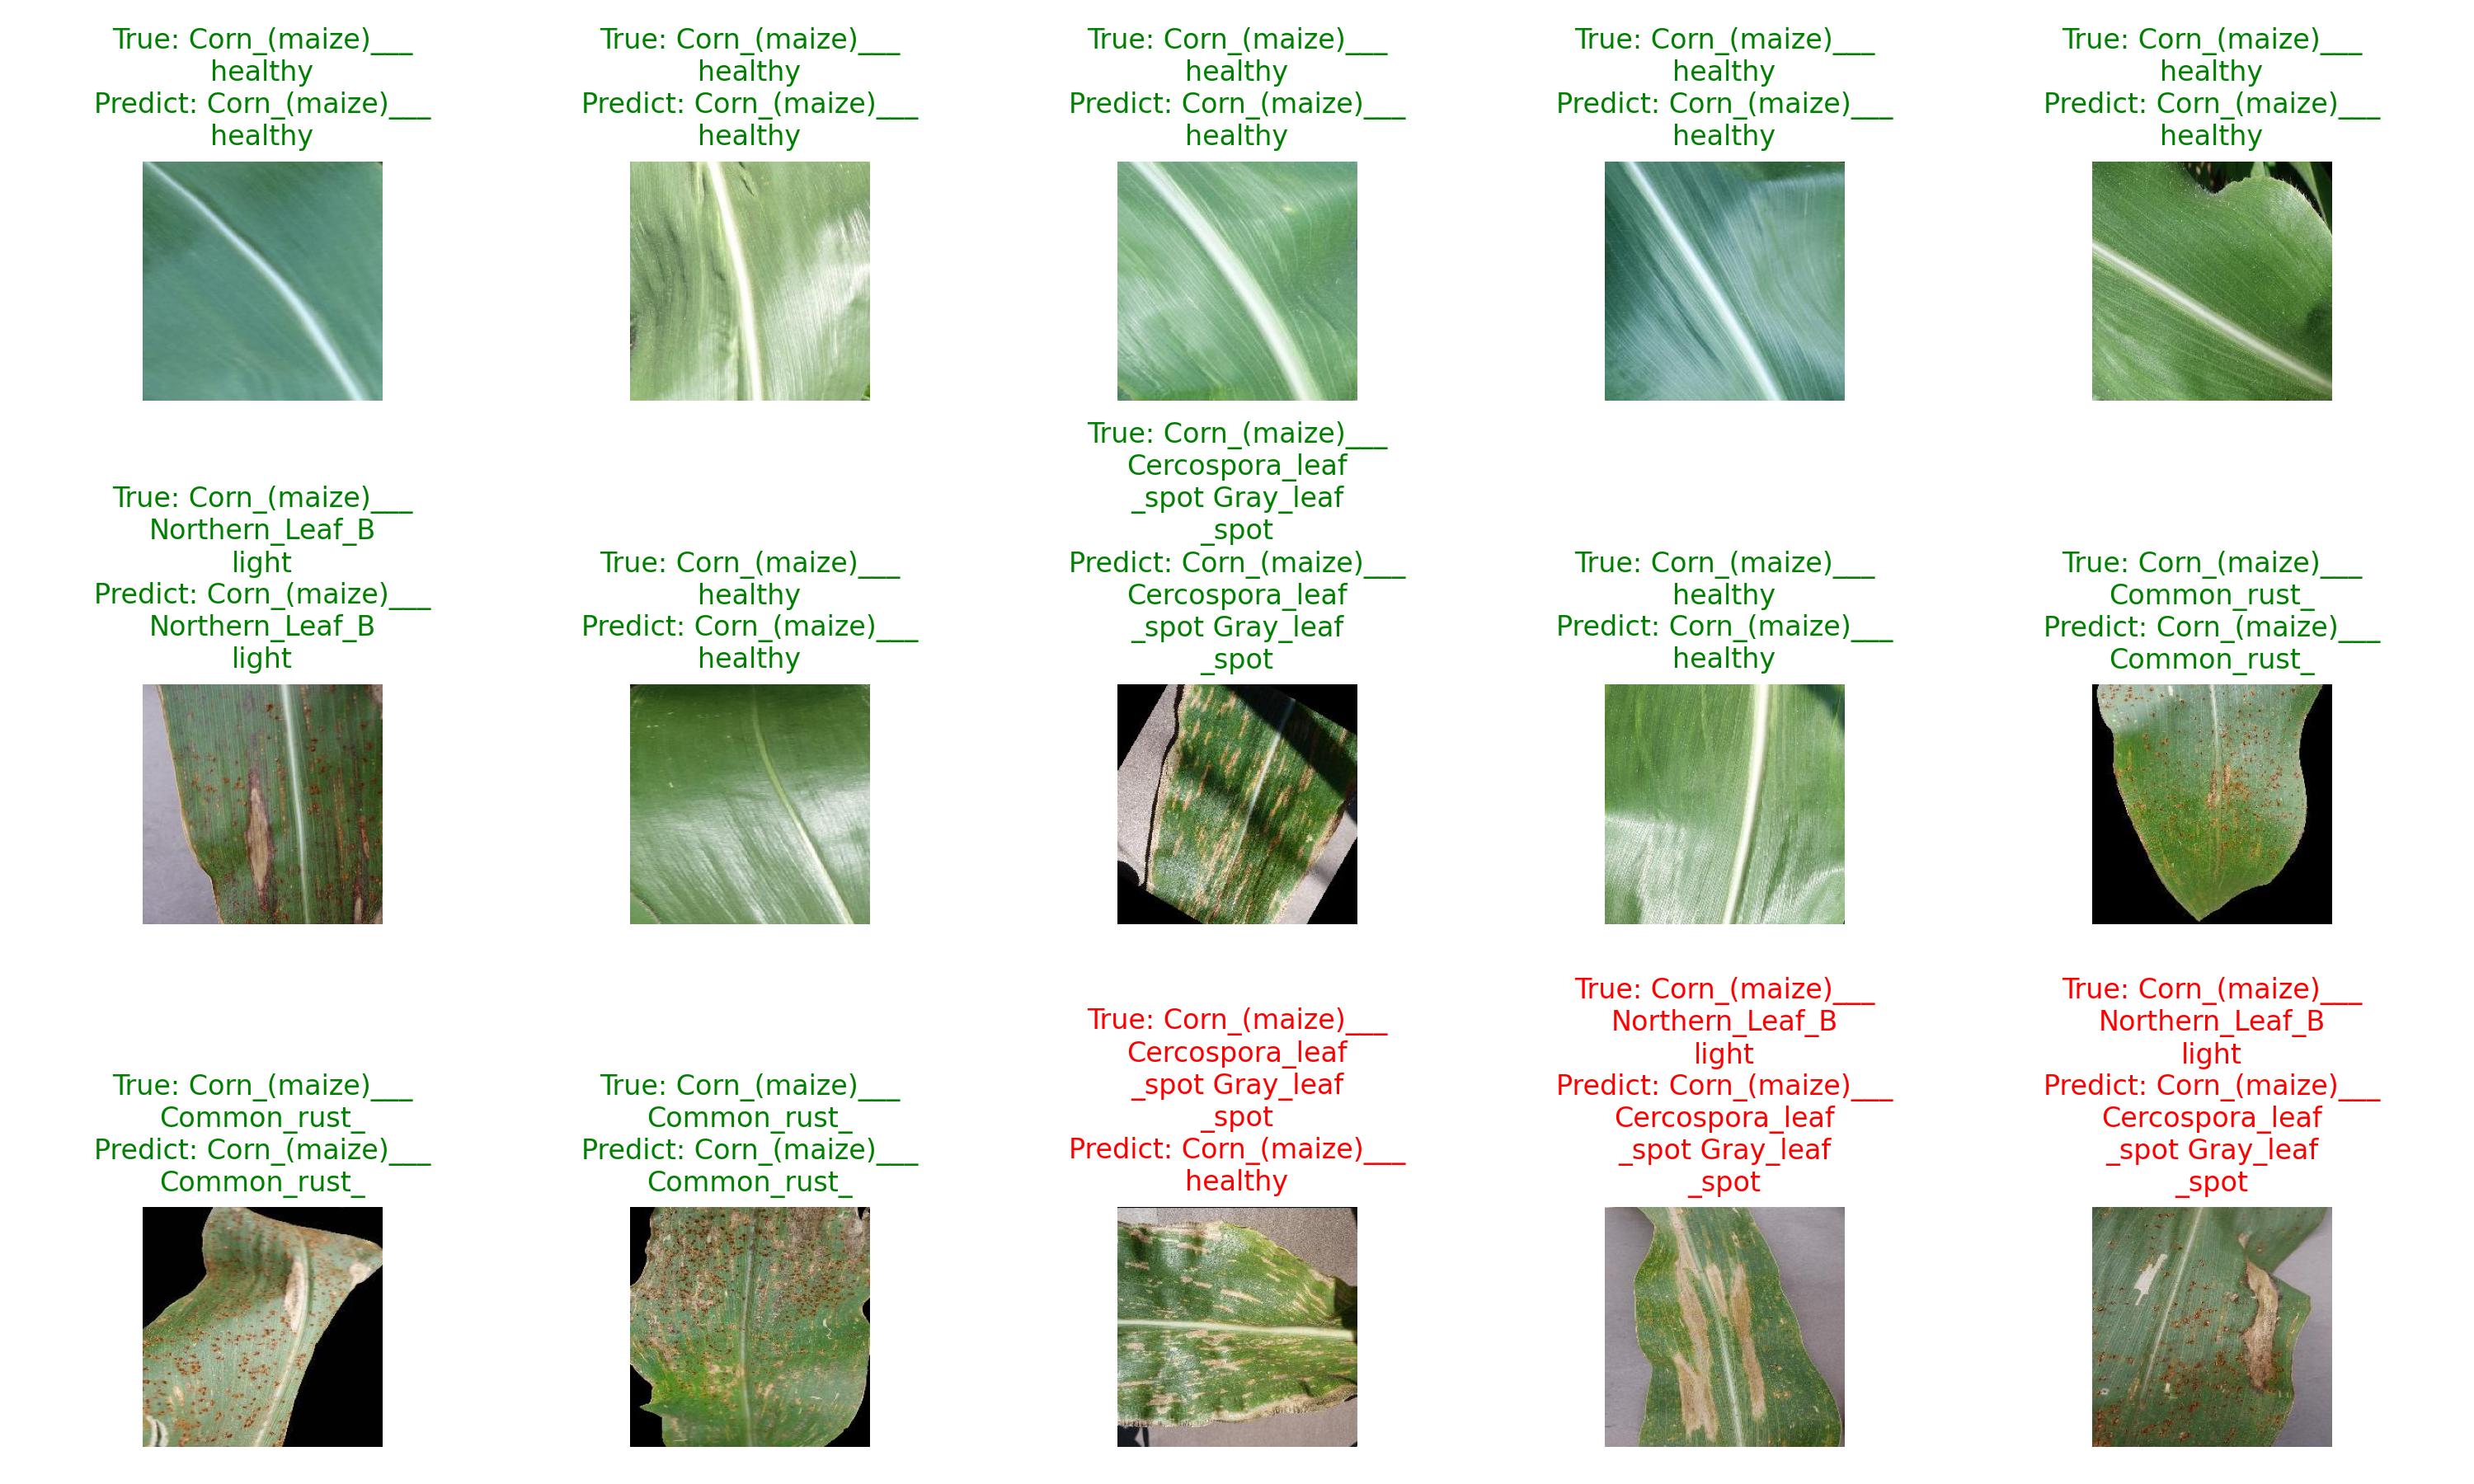 True: Corn_(maize)___
healthy
Predict: Corn_(maize)___
healthy
True: Corn_(maize)___
healthy
Predict: Corn_(maize)___
healthy
True: Corn_(maize)___
healthy
Predict: Corn_(maize)___
healthy
True: Corn_(maize)___
healthy
Predict: Corn_(maize)___
healthy
True: Corn_(maize)___
healthy
Predict: Corn_(maize)___
healthy
True: Corn_(maize)___
Northern_Leaf_B
light
Predict: Corn_(maize)___
Northern_Leaf_B
light
True: Corn_(maize)___
healthy
Predict: Corn_(maize)___
healthy
True: Corn_(maize)___
Cercospora_leaf
_spot Gray_leaf
_spot
Predict: Corn_(maize)___
Cercospora_leaf
_spot Gray_leaf
_spot
True: Corn_(maize)___
healthy
Predict: Corn_(maize)___
healthy
True: Corn_(maize)___
Common_rust_
Predict: Corn_(maize)___
Common_rust_
True: Corn_(maize)___
Common_rust_
Predict: Corn_(maize)___
Common_rust_
True: Corn_(maize)___
Common_rust_
Predict: Corn_(maize)___
Common_rust_
True: Corn_(maize)___
Cercospora_leaf
_spot Gray_leaf
_spot
Predict: Corn_(maize)___
healthy
True: Corn_(maize)___
Northern_Leaf_B
light
Predict: Corn_(maize)___
Cercospora_leaf
_spot Gray_leaf
_spot
True: Corn_(maize)___
Northern_Leaf_B
light
Predict: Corn_(maize)___
Cercospora_leaf
_spot Gray_leaf
_spot